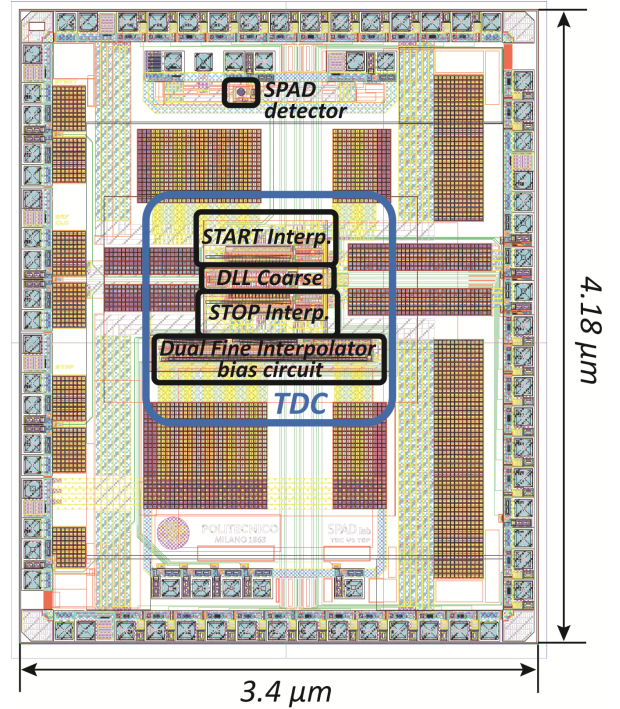 SPAD
detector
START Interp.
DLL Coarse
STOP Interp.
Dual Fine Interpolator
bias circuit
TDC
POLITECNICO
MILANO 1863
SPAD lab
4.18 μm
3.4 μm